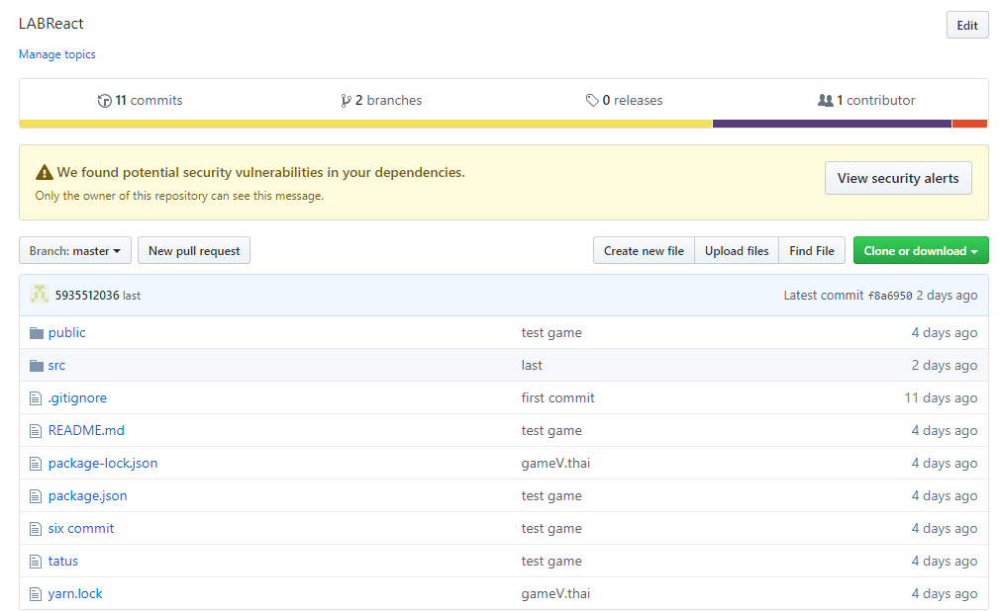 LABReact
Edit
Manage topics
11 commits
2 branches
0 releases
1 contributor
We found potential security vulnerabilities in your dependencies.
Only the owner of this repository can see this message.
View security alerts
Branch: master
New pull request
Create new file
Upload files
Find File
Clone or download
5935512036 last
Latest commit f8a6950 2 days ago
public test game 4 days ago
src last 2 days ago
.gitignore first commit 11 days ago
README.md test game 4 days ago
package-lock.json gameV.thai 4 days ago
package.json test game 4 days ago
six commit test game 4 days ago
tatus test game 4 days ago
yarn.lock gameV.thai 4 days ago